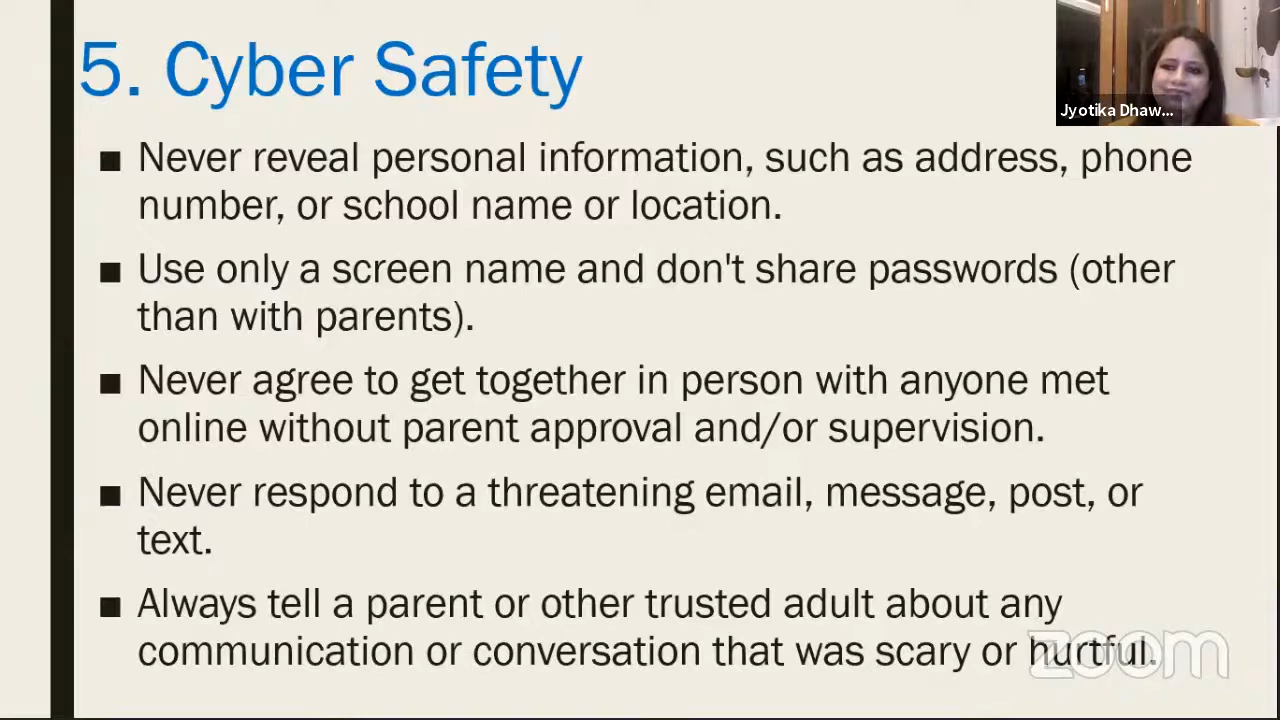 5. Cyber Safety
Jyotika Dhaw...
■ Never reveal personal information, such as address, phone
number, or school name or location.
■ Use only a screen name and don't share passwords (other
than with parents).
■ Never agree to get together in person with anyone met
online without parent approval and/or supervision.
■ Never respond to a threatening email, message, post, or
text.
■ Always tell a parent or other trusted adult about any
communication or conversation that was scary or hurtful.
zoom